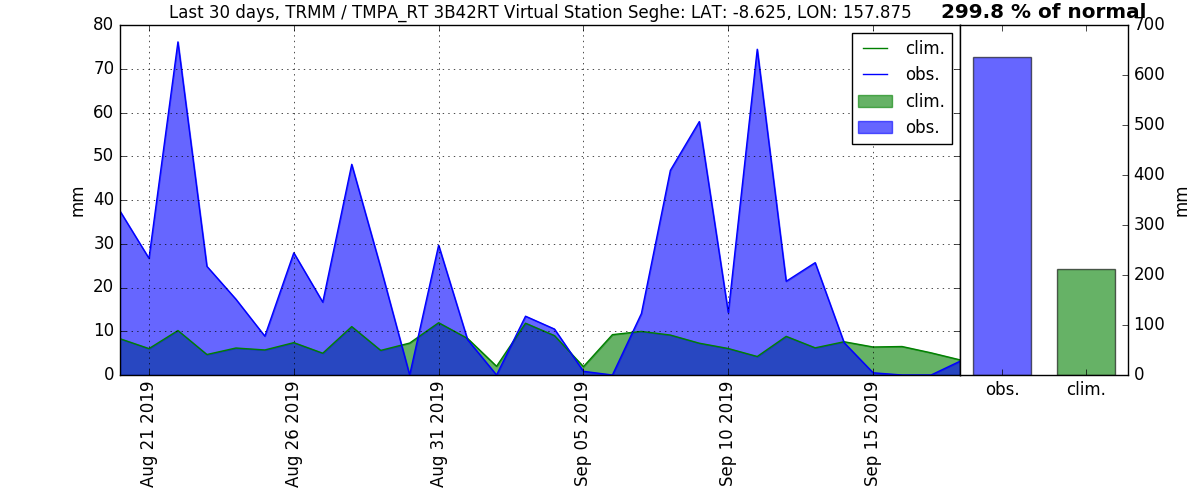 Last 30 days, TRMM / TMPA_RT 3B42RT Virtual Station Seghe: LAT: -8.625, LON: 157.875
299.8 % of normal
80
70
60
50
40
30
20
10
0
mm
clim.
obs.
clim.
obs.
Aug 21 2019
Aug 26 2019
Aug 31 2019
Sep 05 2019
Sep 10 2019
Sep 15 2019
700
600
500
400
300
200
100
0
mm
obs.
clim.